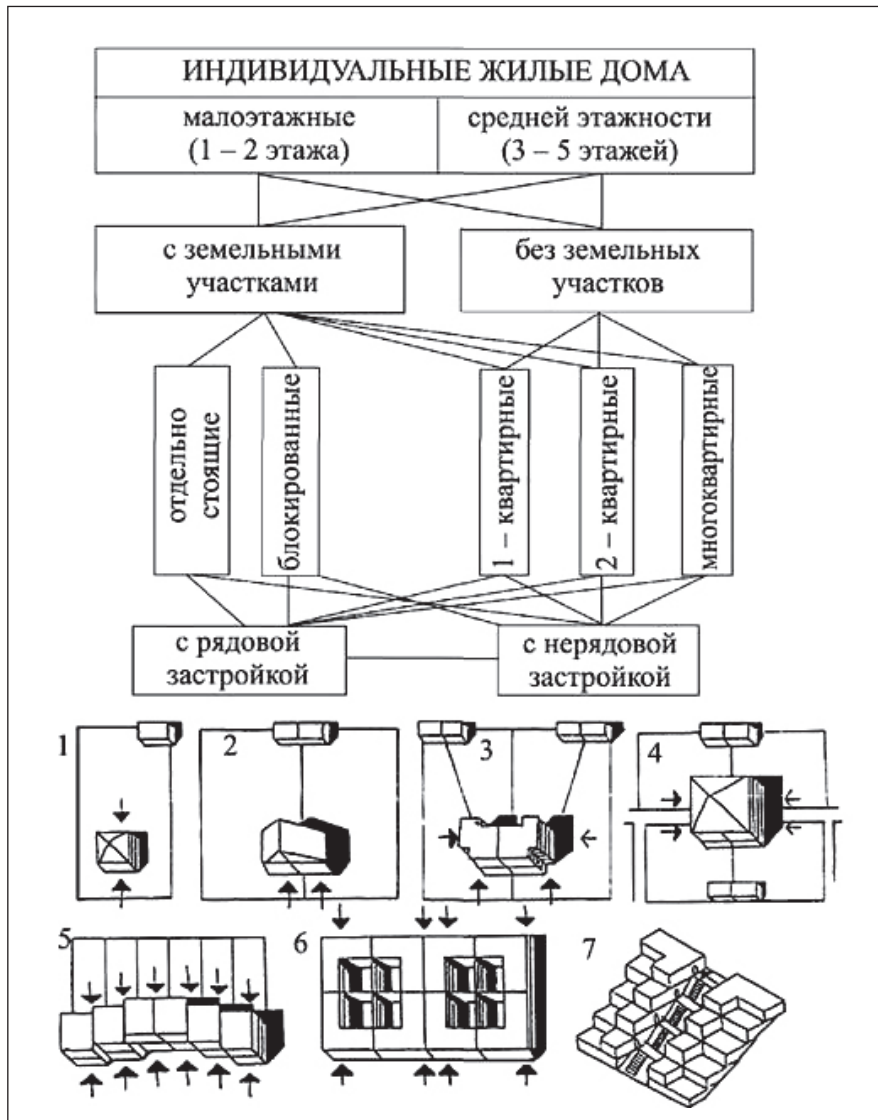 ИНДИВИДУАЛЬНЫЕ ЖИЛЫЕ ДОМА
малоэтажные
(1 – 2 этажа)
средней этажности
(3 – 5 этажей)
с земельными
участками
без земельных
участков
отдельно
стоящие
блокированные
1 – квартирные
2 – квартирные
многоквартирные
с рядовой
застройкой
с нерядовой
застройкой
1
2
3
4
5
6
7